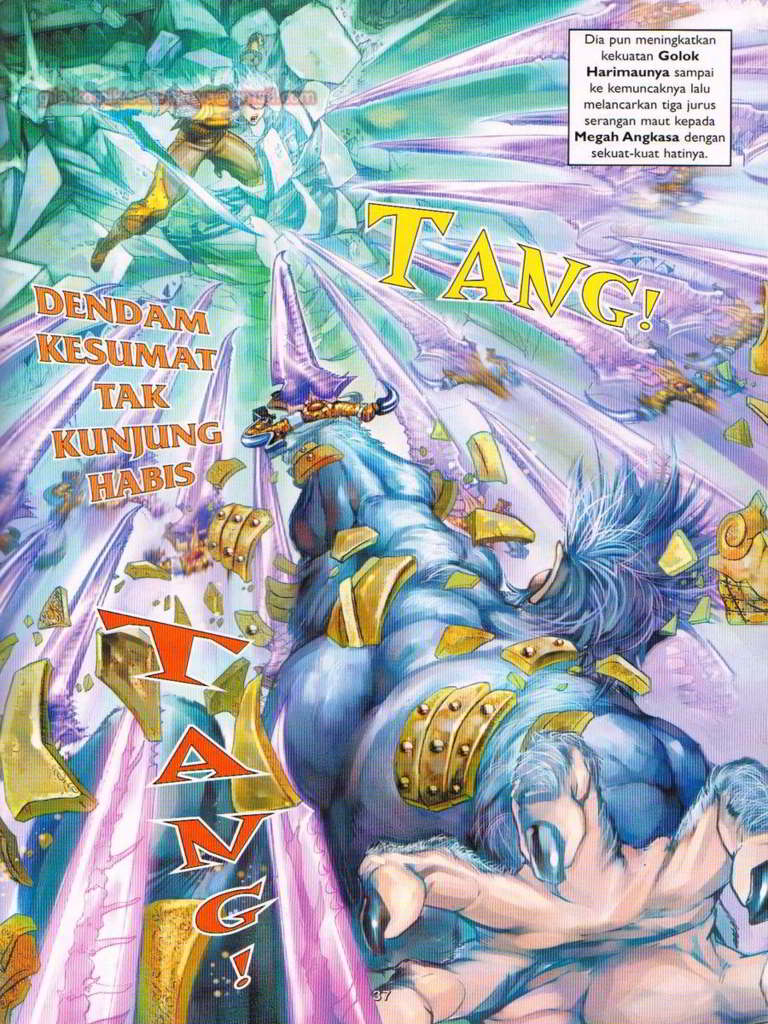 Dia pun meningkatkan
kekuatan Golok
Harimaunya sampai
ke kemuncaknya lalu
melancarkan tiga jurus
serangan maut kepada
Megah Angkasa dengan
sekuat-kuat hatinya.
TANG!
DENDAM
KESUMAT
TAK
KUNJUNG
HABIS
TANG!
37